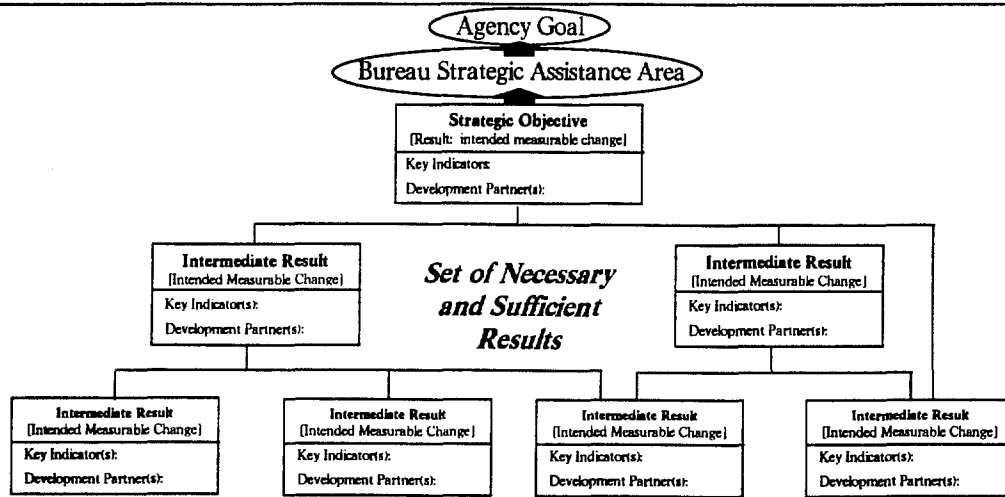 Agency Goal
Bureau Strategic Assistance Area
Strategic Objective
[Result: intended measurable change]
Key Indicators:
Development Partner(s):
Intermediate Result
[Intended Measurable Change]
Key Indicator(s):
Development Partner(s):
Set of Necessary
and Sufficient
Results
Intermediate Result
[Intended Measurable Change]
Key Indicator(s):
Development Partner(s):
Intermediate Result
[Intended Measurable Change]
Key Indicator(s):
Development Partner(s):
Intermediate Result
[Intended Measurable Change]
Key Indicator(s):
Development Partner(s):
Intermediate Result
[Intended Measurable Change]
Key Indicator(s):
Development Partner(s):
Intermediate Result
[Intended Measurable Change]
Key Indicator(s):
Development Partner(s):